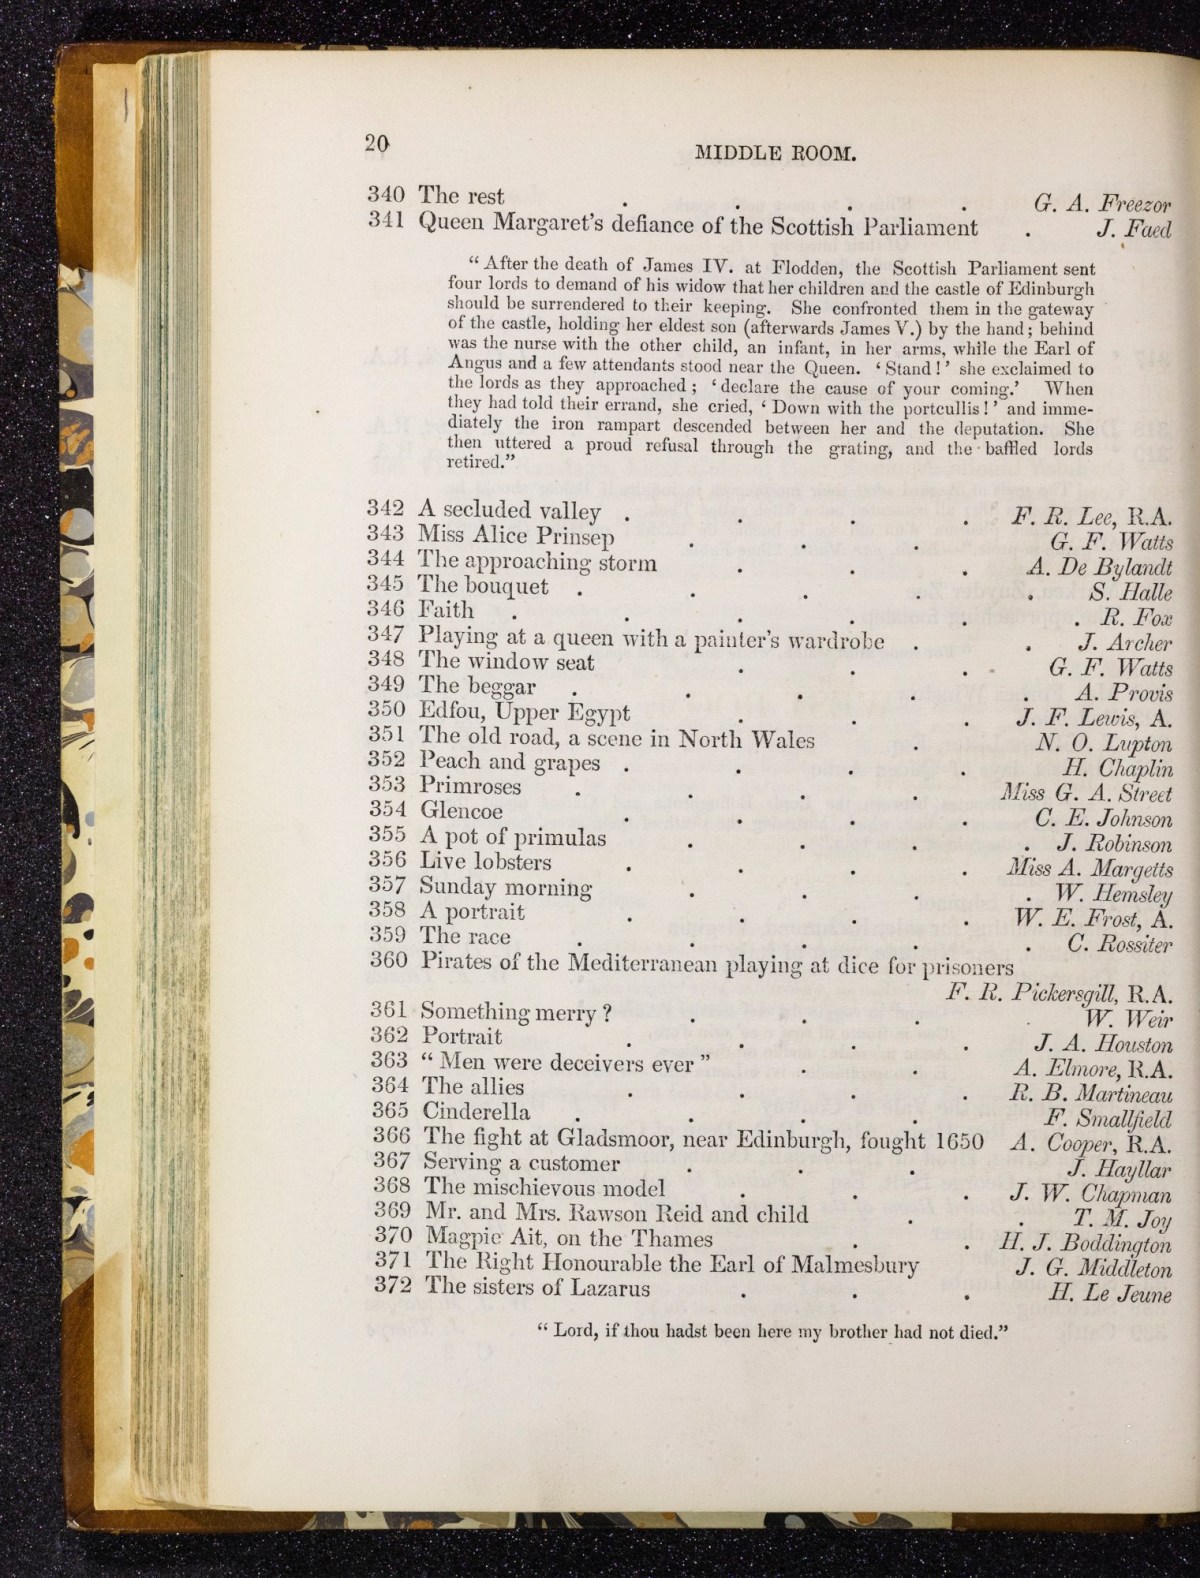 20
MIDDLE ROOM.
340 The rest . . . . G. A. Freezor
341 Queen Margaret's defiance of the Scottish Parliament . J. Faed
“ After the death of James IV. at Flodden, the Scottish Parliament sent
four lords to demand of his widow that her children and the castle of Edinburgh
should be surrendered to their keeping. She confronted them in the gateway
of the castle, holding her eldest son (afterwards James V.) by the hand; behind
was the nurse with the other child, an infant, in her arms, while the Earl of
Angus and a few attendants stood near the Queen. ‘ Stand ! ’ she exclaimed to
the lords as they approached ; ‘ declare the cause of your coming.’ When
they had told their errand, she cried, ‘ Down with the portcullis ! ’ and imme-
diately the iron rampart descended between her and the deputation. She
then uttered a proud refusal through the grating, and the baffled lords
retired.”
342 A secluded valley . . . . F. R. Lee, R.A.
343 Miss Alice Prinsep . . . G. F. Watts
344 The approaching storm . . . A. De Bylandt
345 The bouquet . . . . . S. Halle
346 Faith . . . . . . R. Fox
347 Playing at a queen with a painter's wardrobe . . J. Archer
348 The window seat . . . G. F. Watts
349 The beggar . . . . . A. Provis
350 Edfou, Upper Egypt . . . J. F. Lewis, A.
351 The old road, a scene in North Wales . N. O. Lupton
352 Peach and grapes . . . . H. Chaplin
353 Primroses . . . . Miss G. A. Street
354 Glencoe . . . . C. E. Johnson
355 A pot of primulas . . . . J. Robinson
356 Live lobsters . . . . Miss A. Margetts
357 Sunday morning . . . . W. Hemsley
358 A portrait . . . . W. E. Frost, A.
359 The race . . . . . C. Rossiter
360 Pirates of the Mediterranean playing at dice for prisoners
F. R. Pickersgill, R.A.
361 Something merry ? . . . . W. Weir
362 Portrait . . . . J. A. Houston
363 “ Men were deceivers ever ” . . A. Elmore, R.A.
364 The allies . . . . R. B. Martineau
365 Cinderella . . . . F. Smallfield
366 The fight at Gladsmoor, near Edinburgh, fought 1650 A. Cooper, R.A.
367 Serving a customer . . . J. Hayllar
368 The mischievous model . . . J. W. Chapman
369 Mr. and Mrs. Rawson Reid and child . . T. M. Joy
370 Magpie Ait, on the Thames . . H. J. Boddington
371 The Right Honourable the Earl of Malmesbury J. G. Middleton
372 The sisters of Lazarus . . . H. Le Jeune
“ Lord, if thou hadst been here my brother had not died.”